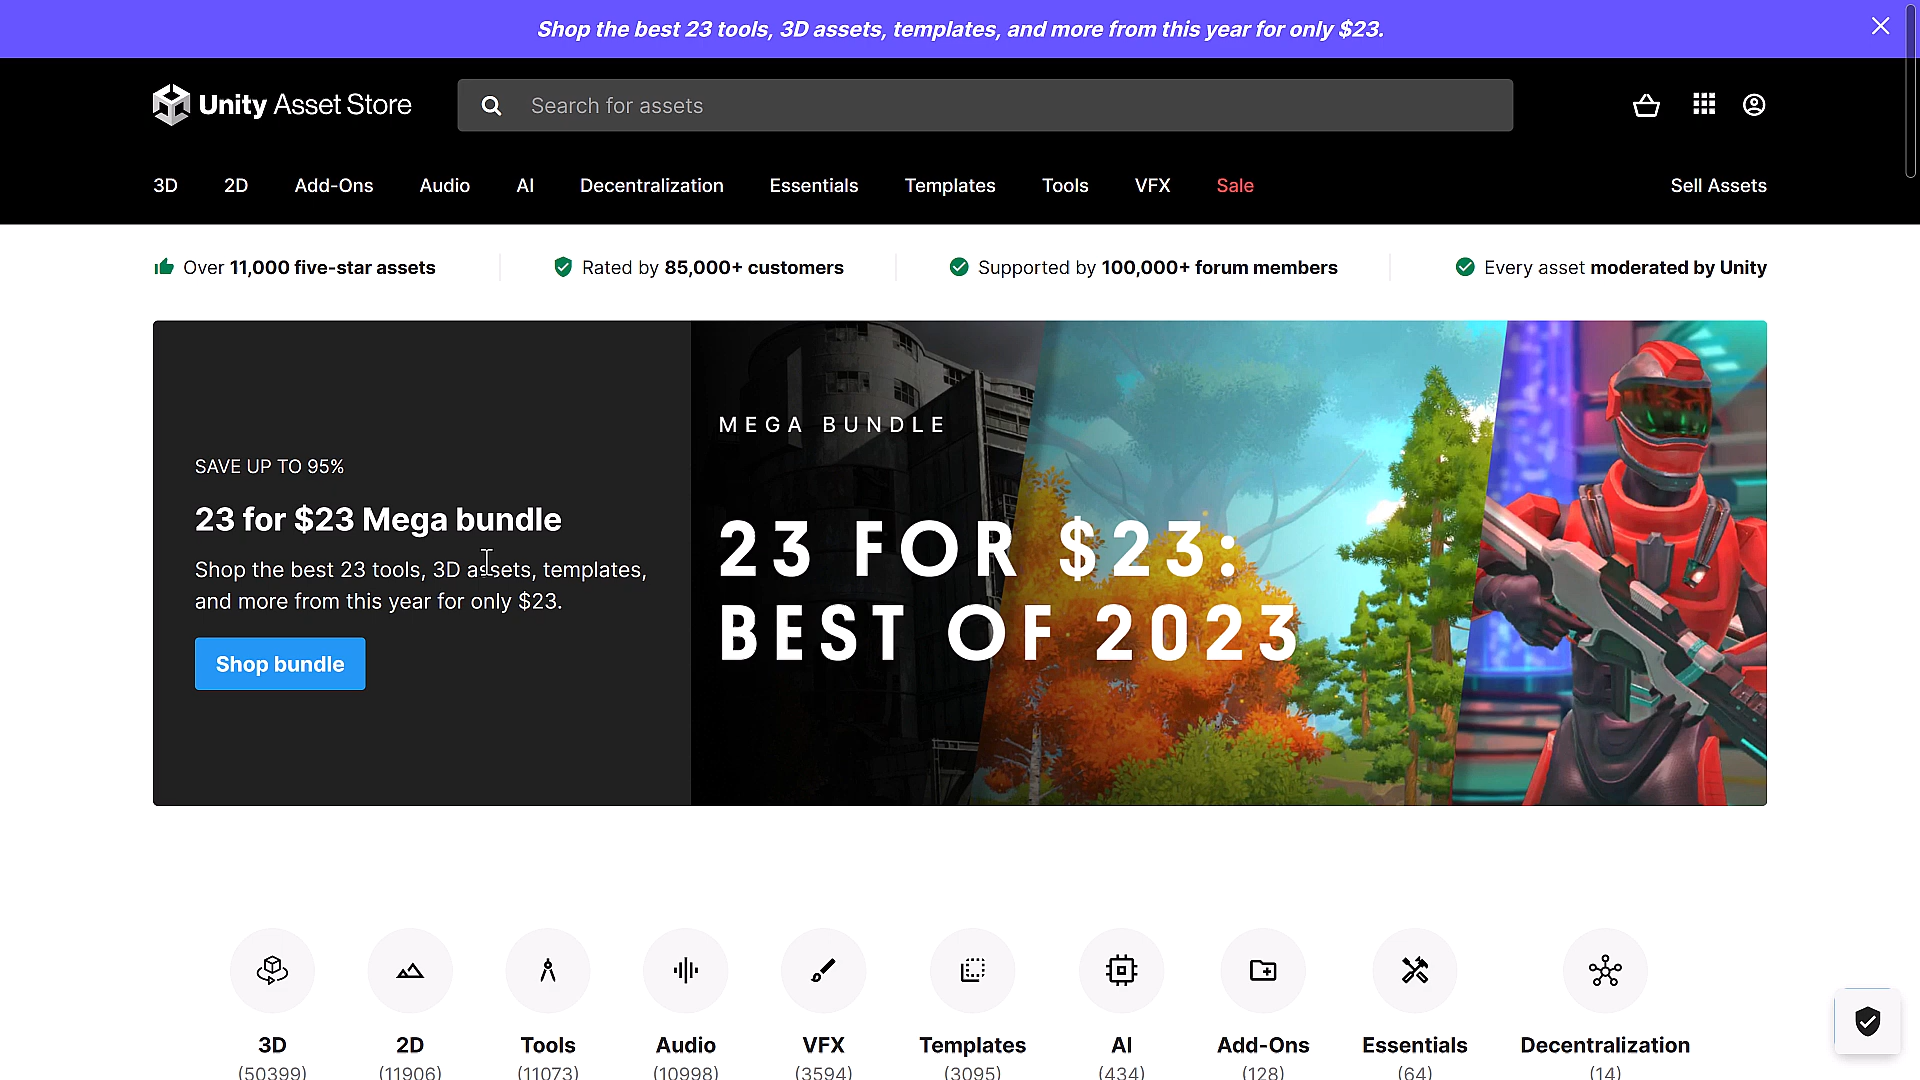 Shop the best 23 tools, 3D assets, templates, and more from this year for only $23.
Unity Asset Store
Search for assets
3D 2D Add-Ons Audio AI Decentralization Essentials Templates Tools VFX Sale Sell Assets
Over 11,000 five-star assets Rated by 85,000+ customers Supported by 100,000+ forum members Every asset moderated by Unity
SAVE UP TO 95%
23 for $23 Mega bundle
Shop the best 23 tools, 3D assets, templates,
and more from this year for only $23.
Shop bundle
MEGA BUNDLE
23 FOR $23:
BEST OF 2023
3D 2D Tools Audio VFX Templates AI Add-Ons Essentials Decentralization
(50399) (11906) (11073) (10998) (3594) (3095) (434) (128) (64) (14)